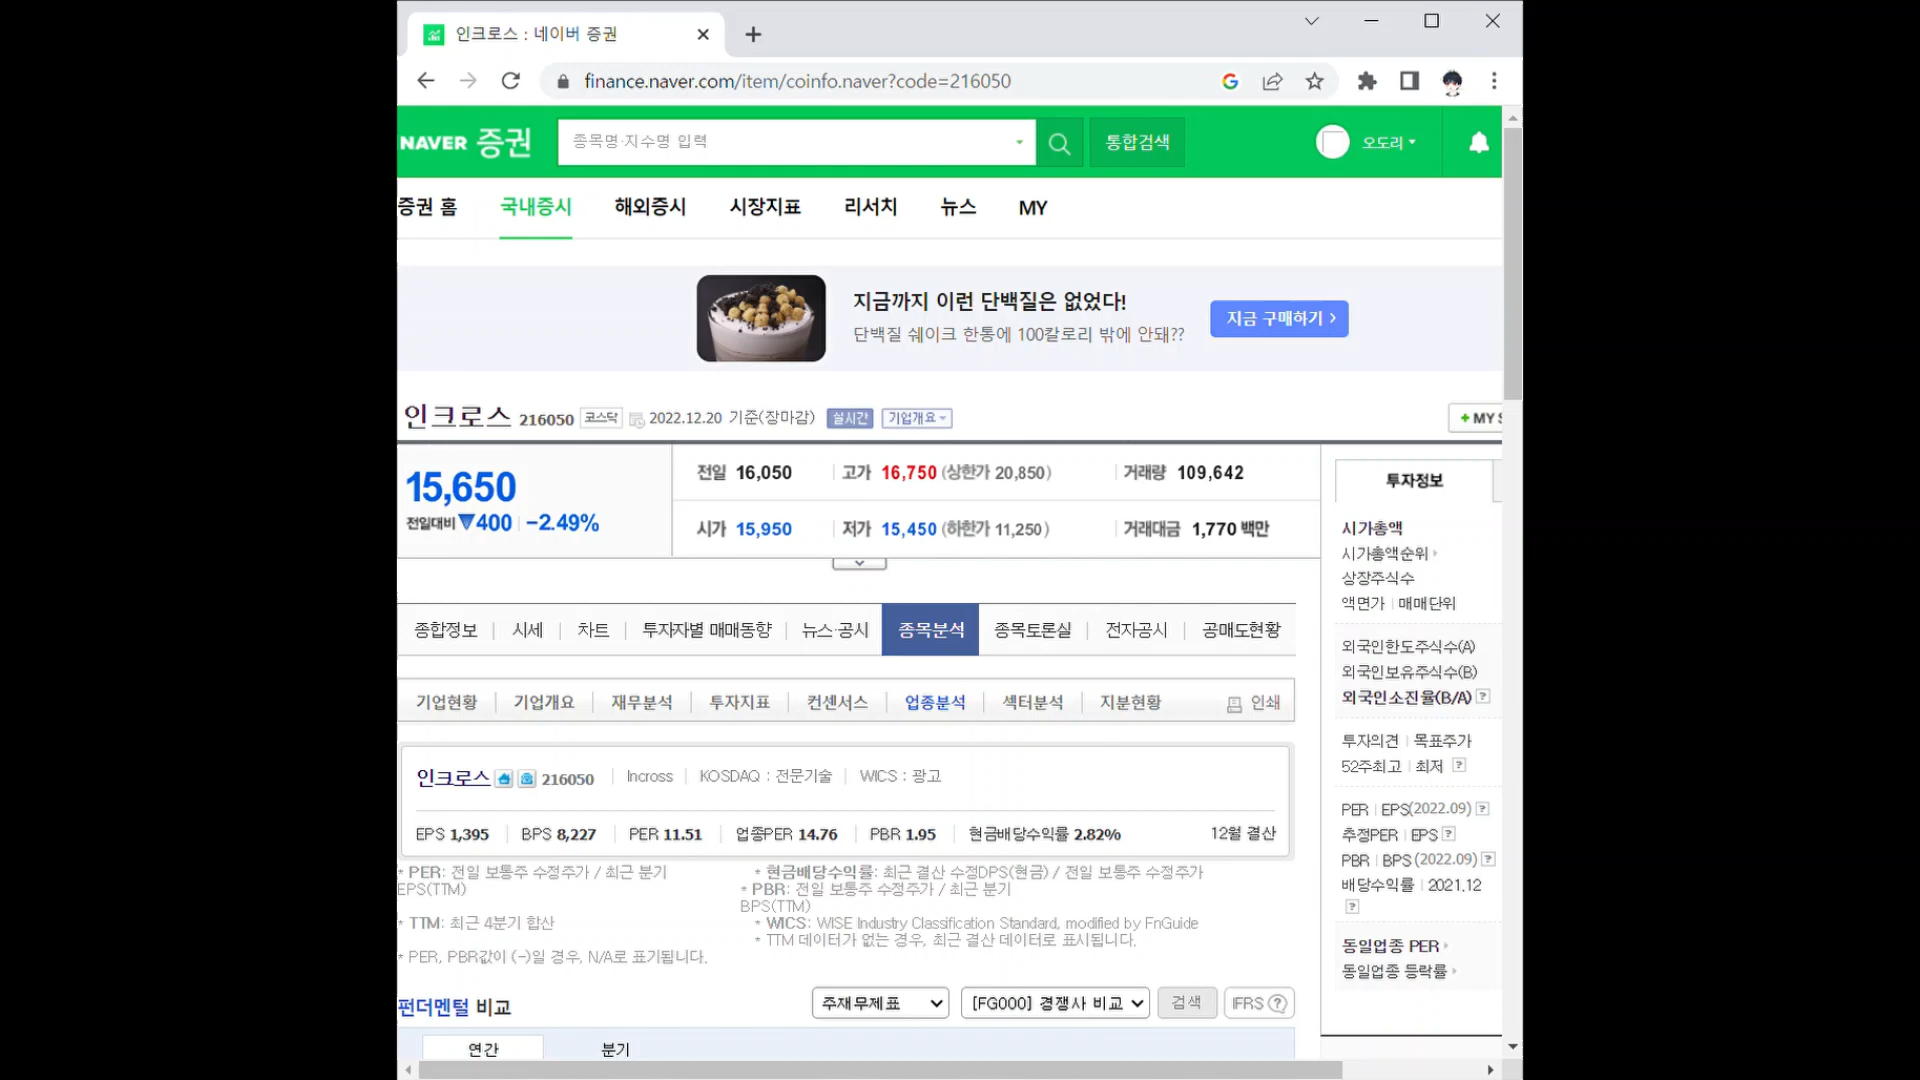 인크로스 : 네이버 증권
finance.naver.com/item/coinfo.naver?code=216050
NAVER 증권
종목명·지수명 입력
통합검색
오도리
증권 홈 국내증시 해외증시 시장지표 리서치 뉴스 MY
지금까지 이런 단백질은 없었다!
단백질 쉐이크 한통에 100칼로리 밖에 안돼??
지금 구매하기 >
인크로스 216050 코스닥 2022.12.20 기준(장마감) 실시간 기업개요
+ MY S
15,650
전일대비 ▼400 -2.49%
전일 16,050 고가 16,750 (상한가 20,850) 거래량 109,642
시가 15,950 저가 15,450 (하한가 11,250) 거래대금 1,770 백만
종합정보 시세 차트 투자자별 매매동향 뉴스·공시 종목분석 종목토론실 전자공시 공매도현황
기업현황 기업개요 재무분석 투자지표 컨센서스 업종분석 섹터분석 지분현황 인쇄
인크로스 216050 Incross KOSDAQ : 전문기술 WICS : 광고
EPS 1,395 BPS 8,227 PER 11.51 업종PER 14.76 PBR 1.95 현금배당수익률 2.82% 12월 결산
* PER: 전일 보통주 수정주가 / 최근 분기
EPS(TTM)
* 현금배당수익률: 최근 결산 수정DPS(현금) / 전일 보통주 수정주가
* PBR: 전일 보통주 수정주가 / 최근 분기
BPS(TTM)
* TTM: 최근 4분기 합산
* WICS: WISE Industry Classification Standard, modified by FnGuide
* TTM 데이터가 없는 경우, 최근 결산 데이터로 표시됩니다.
* PER, PBR값이 (-)일 경우, N/A로 표기됩니다.
펀더멘털 비교
주재무제표 [FG000] 경쟁사 비교 검색 IFRS ?
연간 분기
투자정보
시가총액
시가총액순위
상장주식수
액면가 매매단위
외국인한도주식수(A)
외국인보유주식수(B)
외국인소진율(B/A) ?
투자의견 목표주가
52주최고 최저 ?
PER EPS(2022.09) ?
추정PER EPS ?
PBR BPS (2022.09) ?
배당수익률 2021.12
?
동일업종 PER
동일업종 등락률